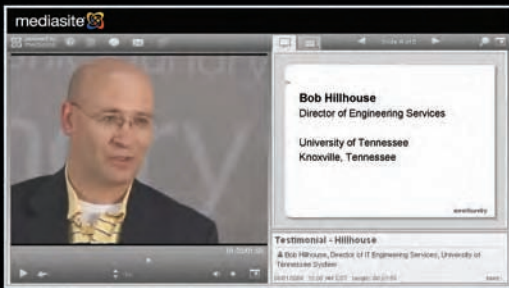 mediasite
Bob Hillhouse
Director of Engineering Services
University of Tennessee
Knoxville, Tennessee
sonicfoundry
Testimonial - Hillhouse
Bob Hillhouse, Director of IT Engineering Services, University of
Tennessee System